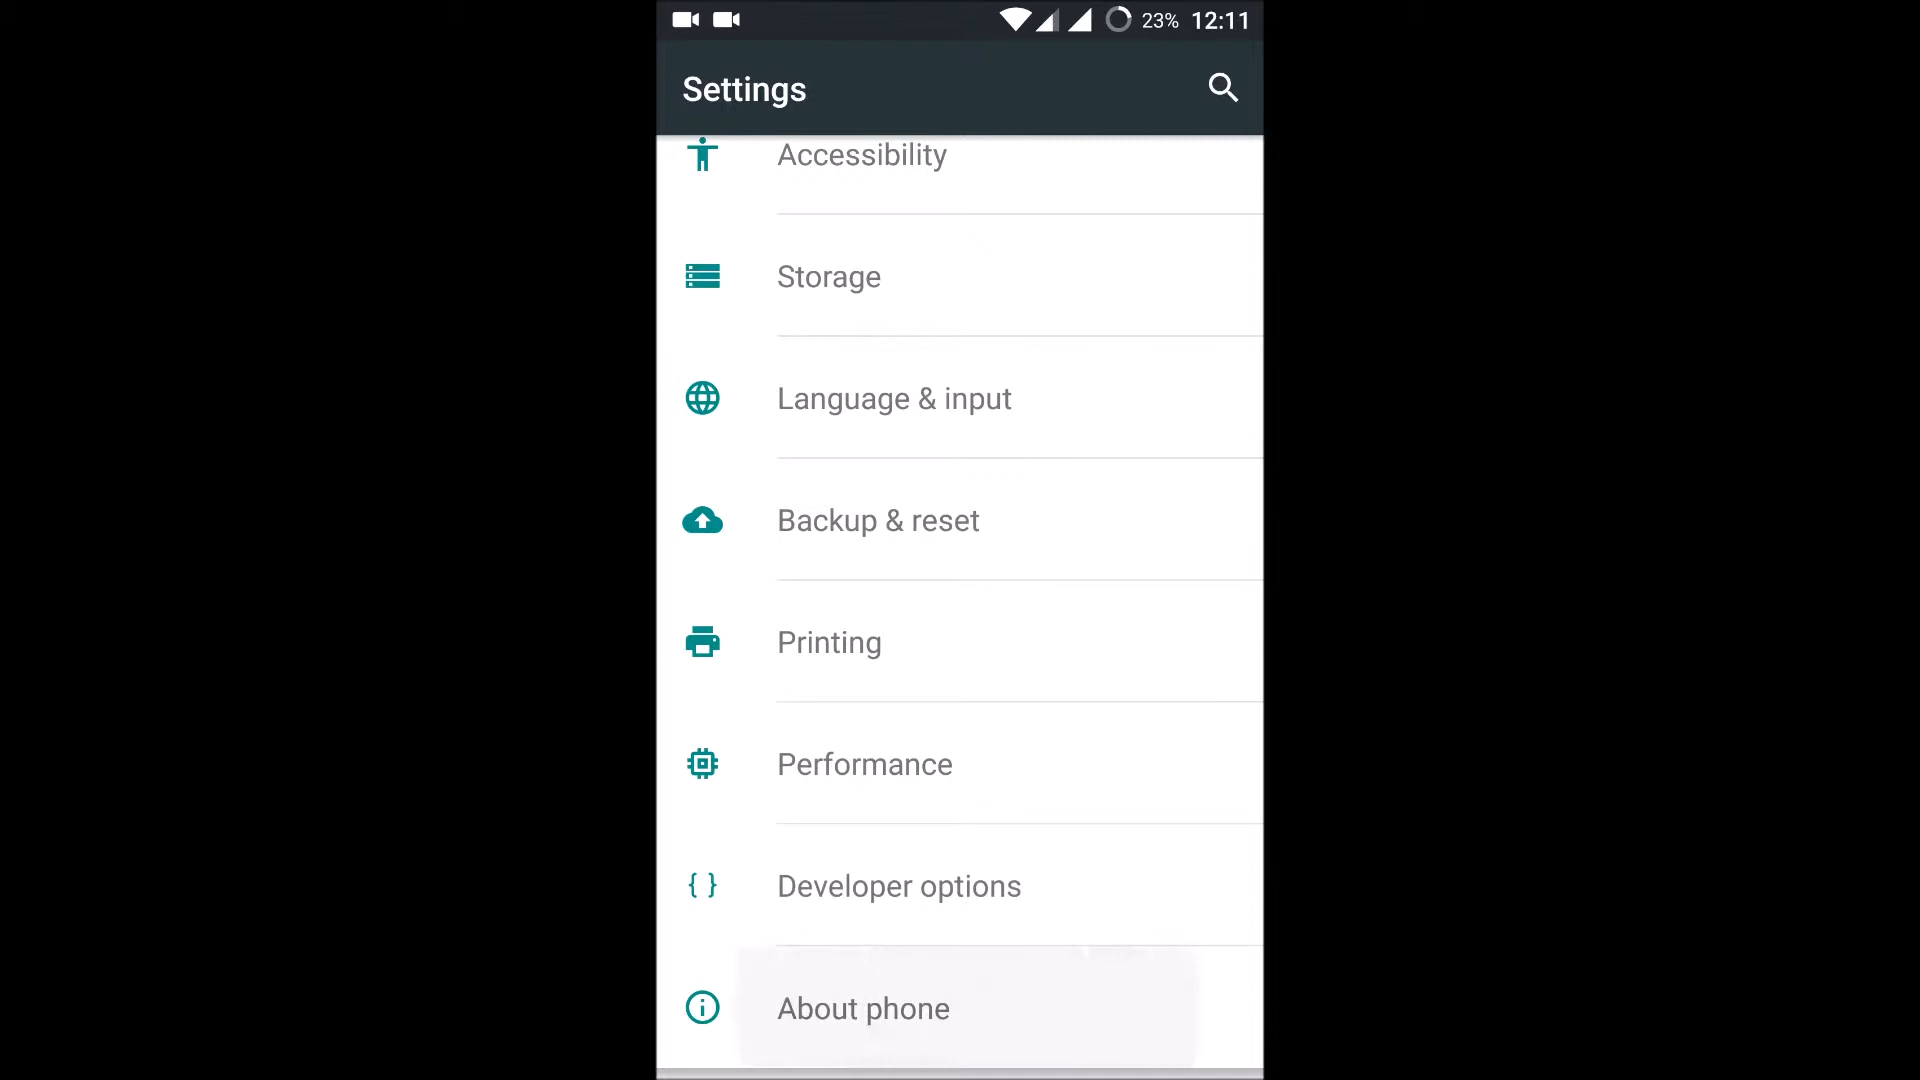 23% 12:11
Settings
Accessibility
Storage
Language & input
Backup & reset
Printing
Performance
{ } Developer options
About phone